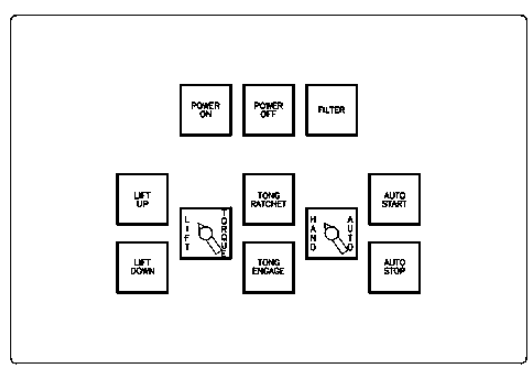 POWER
ON
POWER
OFF
FILTER
LIFT
UP
TONG
RATCHET
AUTO
START
LIFT
TORQUE
HAND
AUTO
LIFT
DOWN
TONG
ENGAGE
AUTO
STOP